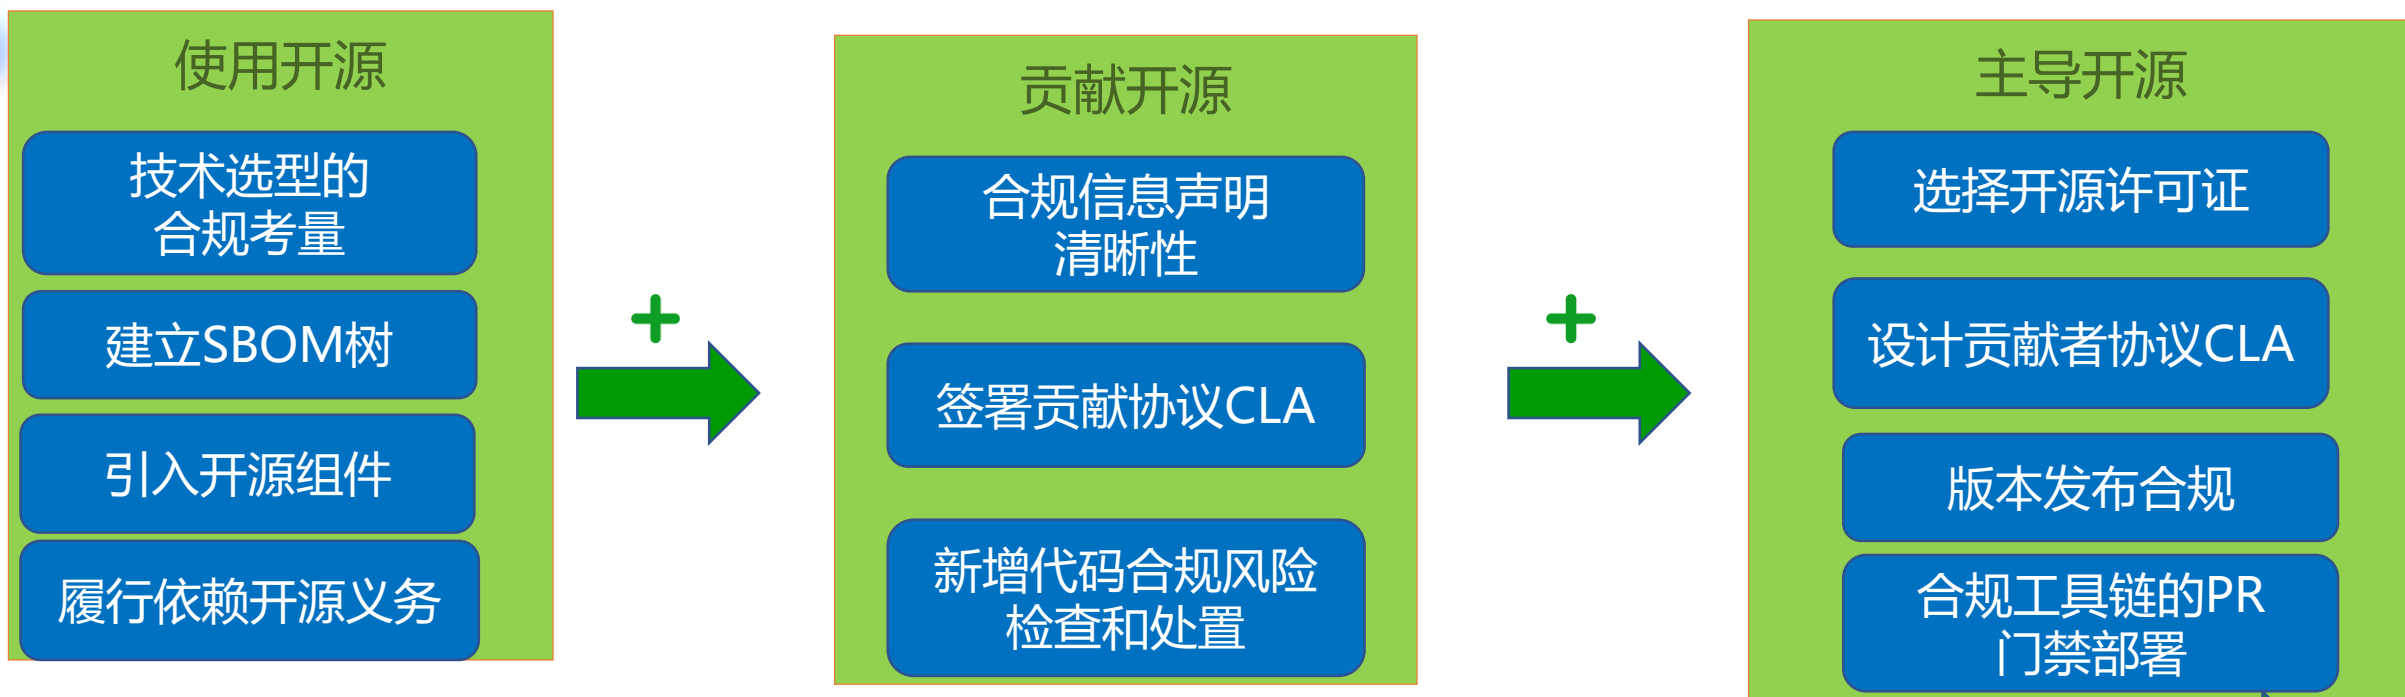 使用开源
技术选型的
合规考量
建立SBOM树
引入开源组件
履行依赖开源义务
贡献开源
合规信息声明
清晰性
签署贡献协议CLA
新增代码合规风险
检查和处置
主导开源
选择开源许可证
设计贡献者协议CLA
版本发布合规
合规工具链的PR
门禁部署